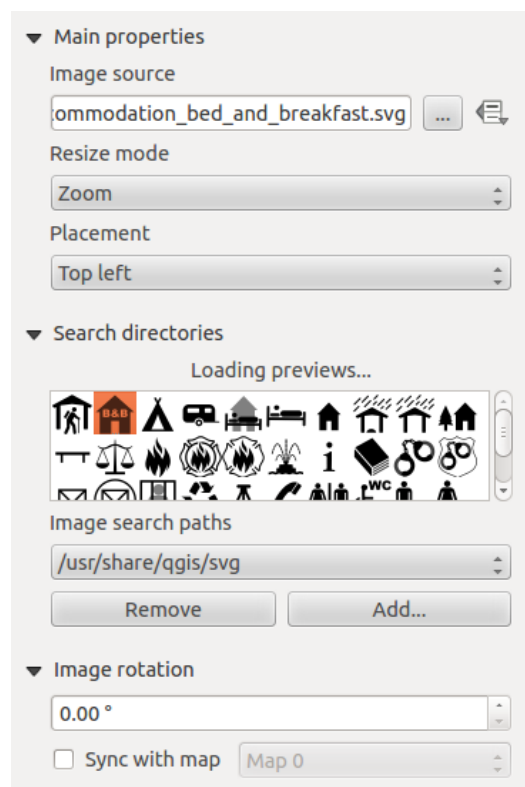 Main properties
Image source
ommodation_bed_and_breakfast.svg ...
Resize mode
Zoom
Placement
Top left
Search directories
Loading previews...
B&B
i
WC
Image search paths
/usr/share/qgis/svg
Remove Add...
Image rotation
0.00 °
Sync with map Map 0